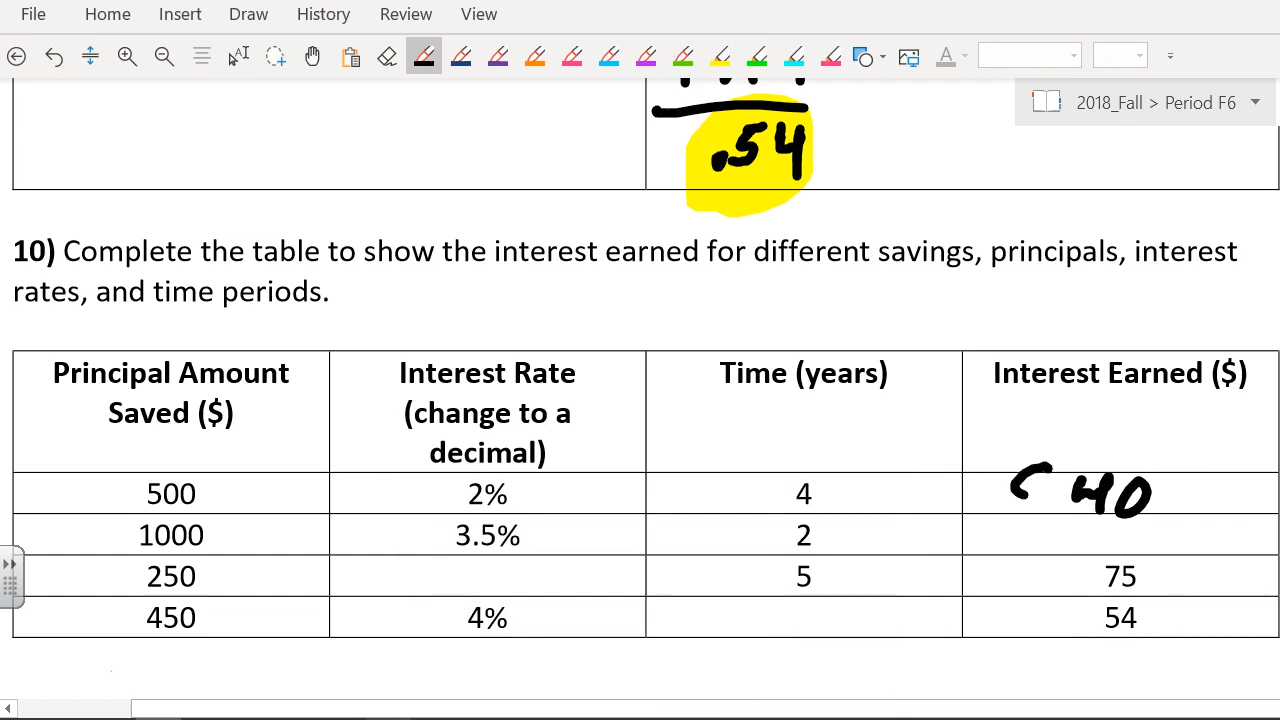 File Home Insert Draw History Review View
2018_Fall > Period F6
.54
10) Complete the table to show the interest earned for different savings, principals, interest
rates, and time periods.
Principal Amount Saved ($) Interest Rate (change to a decimal) Time (years) Interest Earned ($)
500 2% 4 40
1000 3.5% 2
250 5 75
450 4% 54